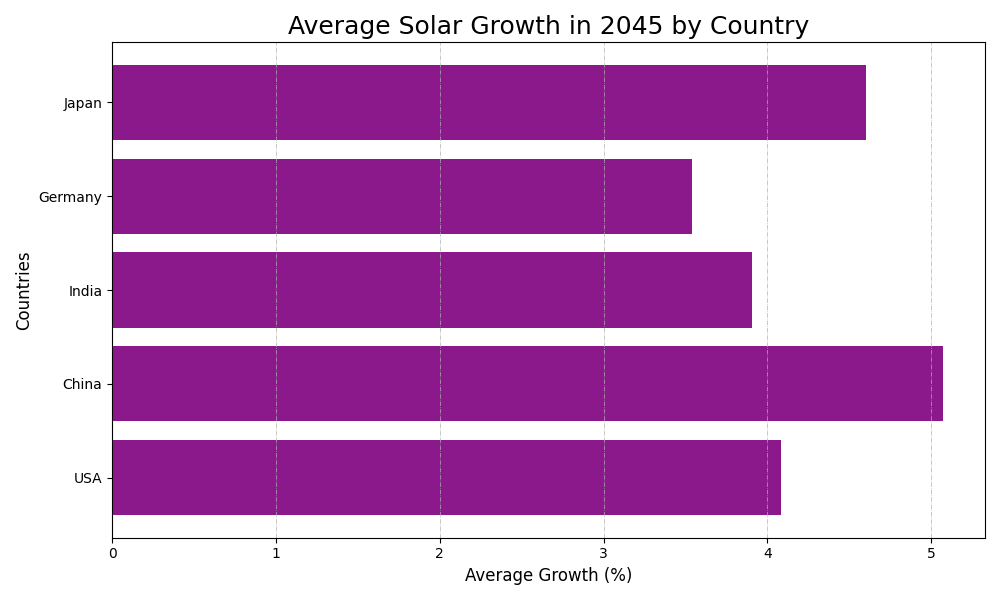 Average Solar Growth in 2045 by Country
Countries
Japan
Germany
India
China
USA
0 1 2 3 4 5
Average Growth (%)